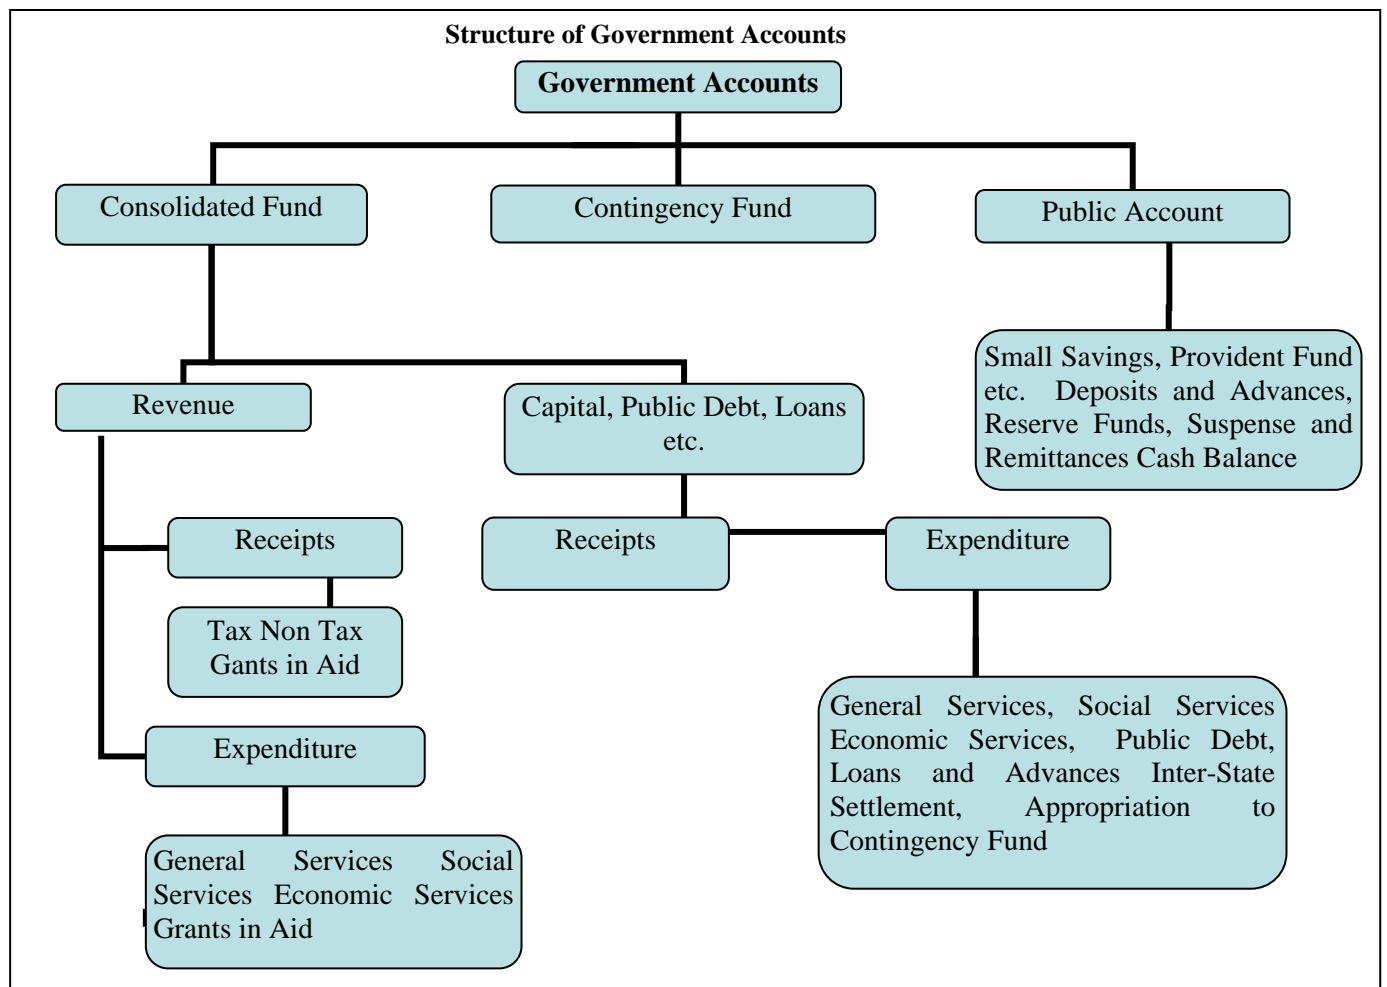 Structure of Government Accounts
Government Accounts
Consolidated Fund
Contingency Fund
Public Account
Small Savings, Provident Fund
etc. Deposits and Advances,
Reserve Funds, Suspense and
Remittances Cash Balance
Revenue
Capital, Public Debt, Loans
etc.
Receipts
Receipts
Expenditure
Tax Non Tax
Gants in Aid
Expenditure
General Services, Social Services
Economic Services, Public Debt,
Loans and Advances Inter-State
Settlement, Appropriation to
Contingency Fund
General Services Social
Services Economic Services
Grants in Aid